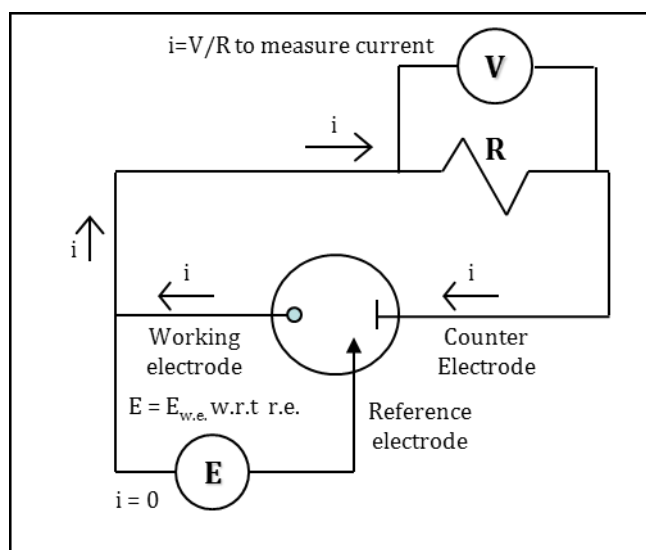 i=V/R to measure current
V
i
R
i
i
i
Working
electrode
Counter
Electrode
E = Ew.e. w.r.t r.e.
Reference
electrode
E
i = 0